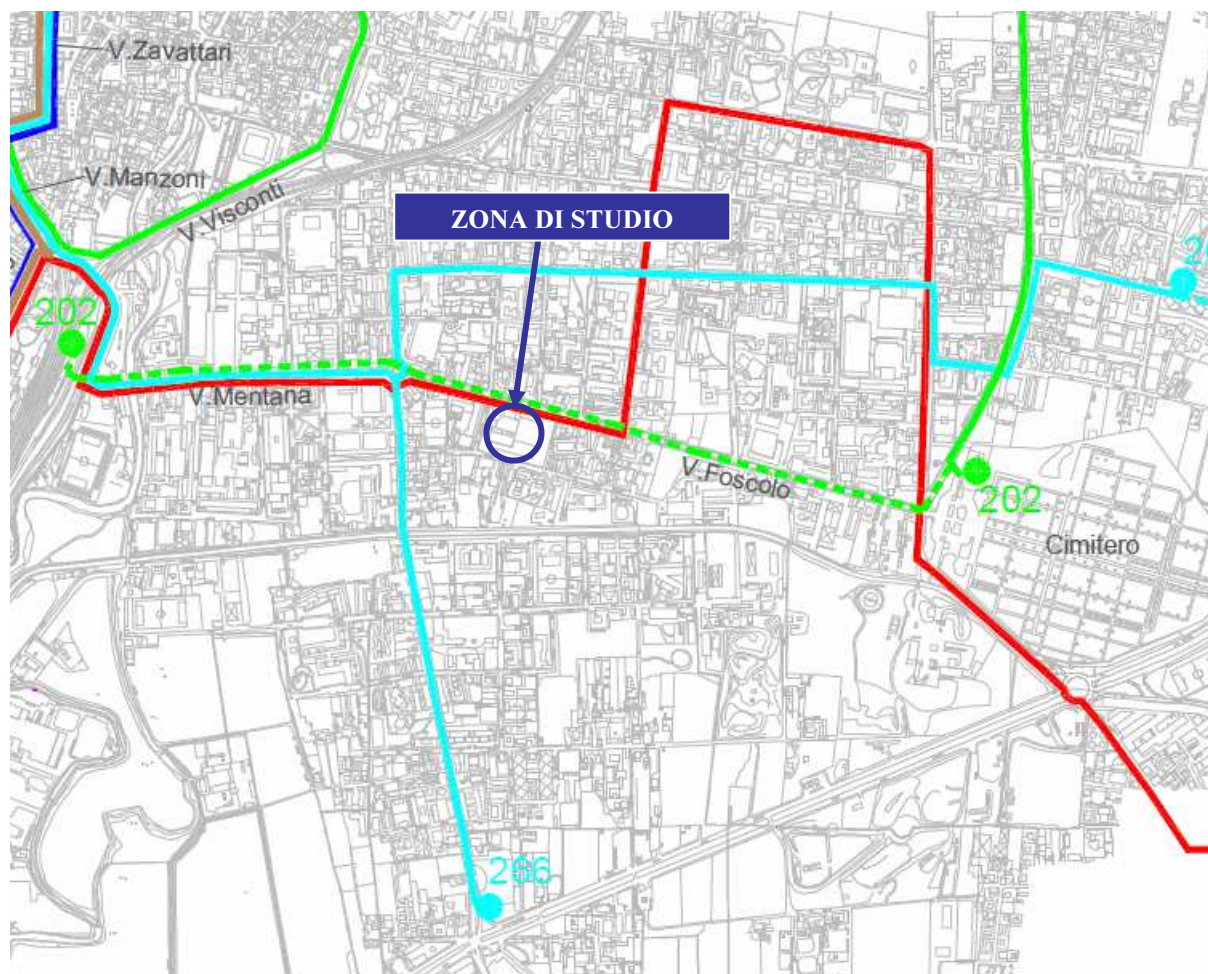 V.Zavattari
V.Manzoni
V.Visconti
ZONA DI STUDIO
202
V.Mentana
V.Foscolo
202
Cimitero
266